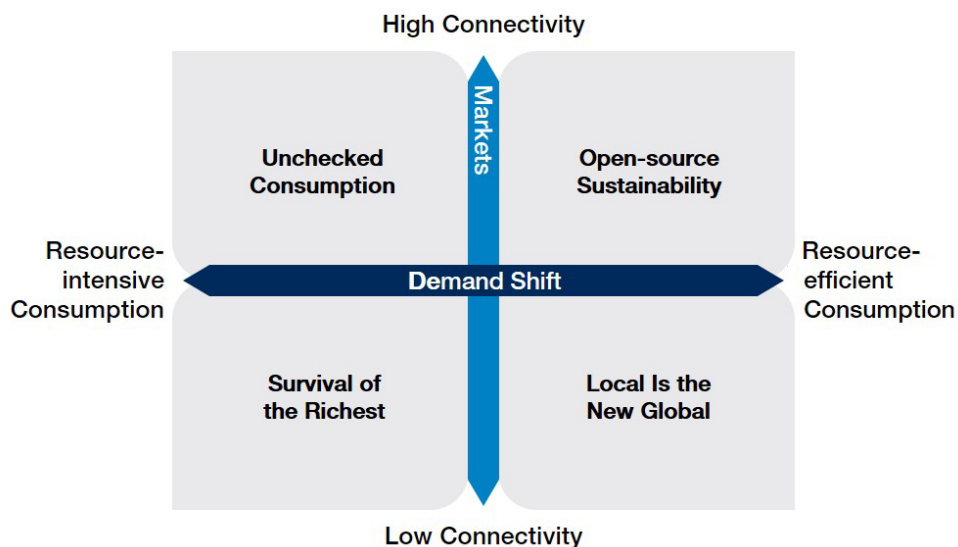 High Connectivity
Markets
Unchecked
Consumption
Open-source
Sustainability
Resource-
intensive
Consumption
Demand Shift
Resource-
efficient
Consumption
Survival of
the Richest
Local Is the
New Global
Low Connectivity